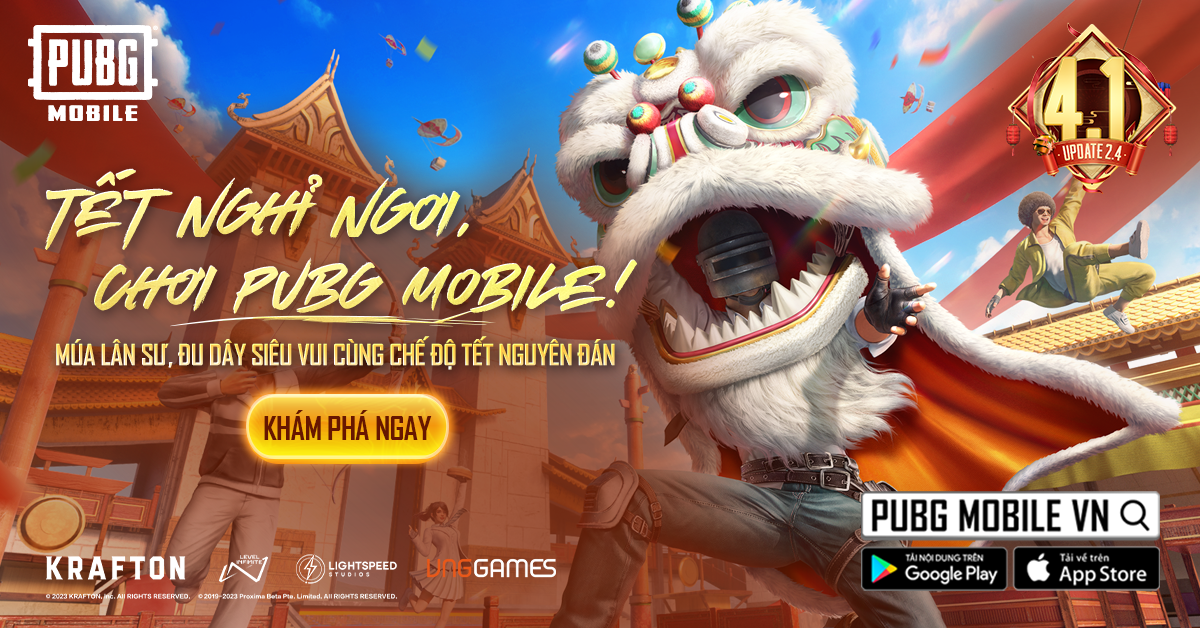 PUBG
MOBILE
4.1
· UPDATE 2.4 ·
TẾT NGHỈ NGƠI,
CHƠI PUBG MOBILE!
MÚA LÂN SƯ, ĐU DÂY SIÊU VUI CÙNG CHẾ ĐỘ TẾT NGUYÊN ĐÁN
KHÁM PHÁ NGAY
PUBG MOBILE VN
TẢI NỘI DUNG TRÊN
Google Play
Tải về trên
App Store
KRAFTON
LEVEL
INFINITE
LIGHTSPEED
STUDIOS
VNGGAMES
© 2023 KRAFTON, Inc. All RIGHTS RESERVED.
© 2019-2023 Proxima Beta Pte. Limited. All RIGHTS RESERVED.